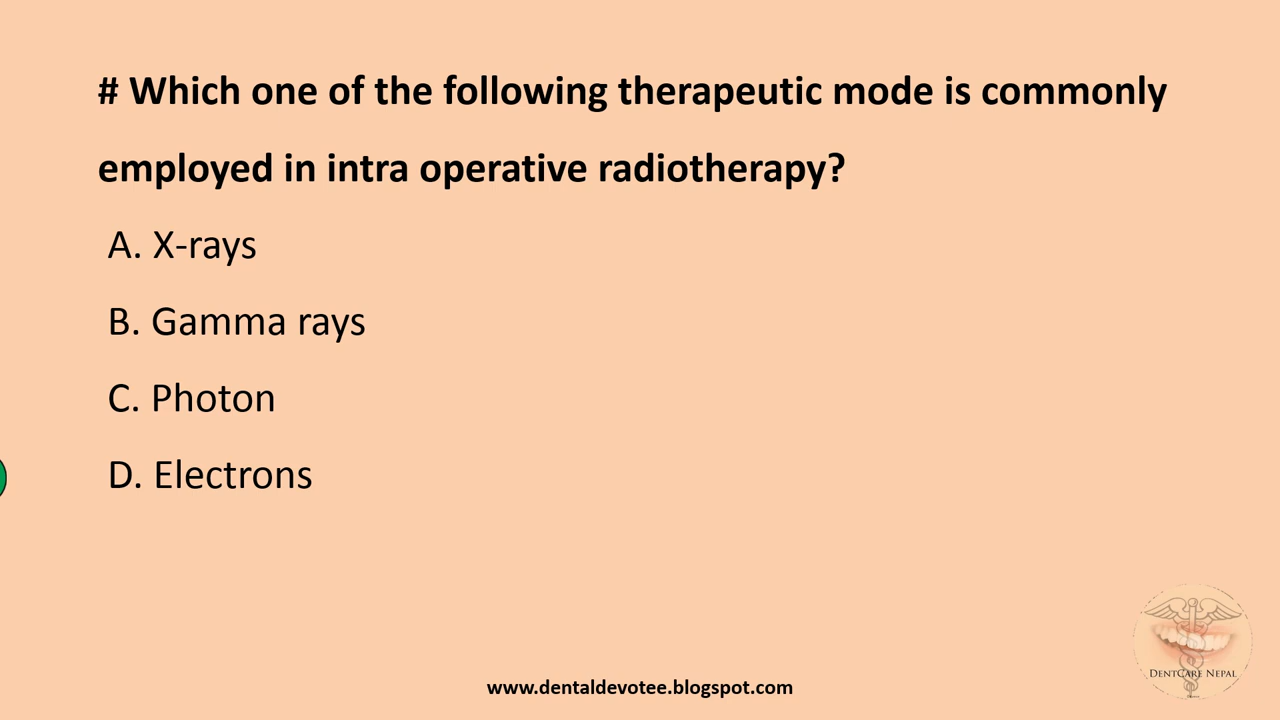 # Which one of the following therapeutic mode is commonly
employed in intra operative radiotherapy?
A. X-rays
B. Gamma rays
C. Photon
D. Electrons
DENTCARE NEPAL
www.dentaldevotee.blogspot.com